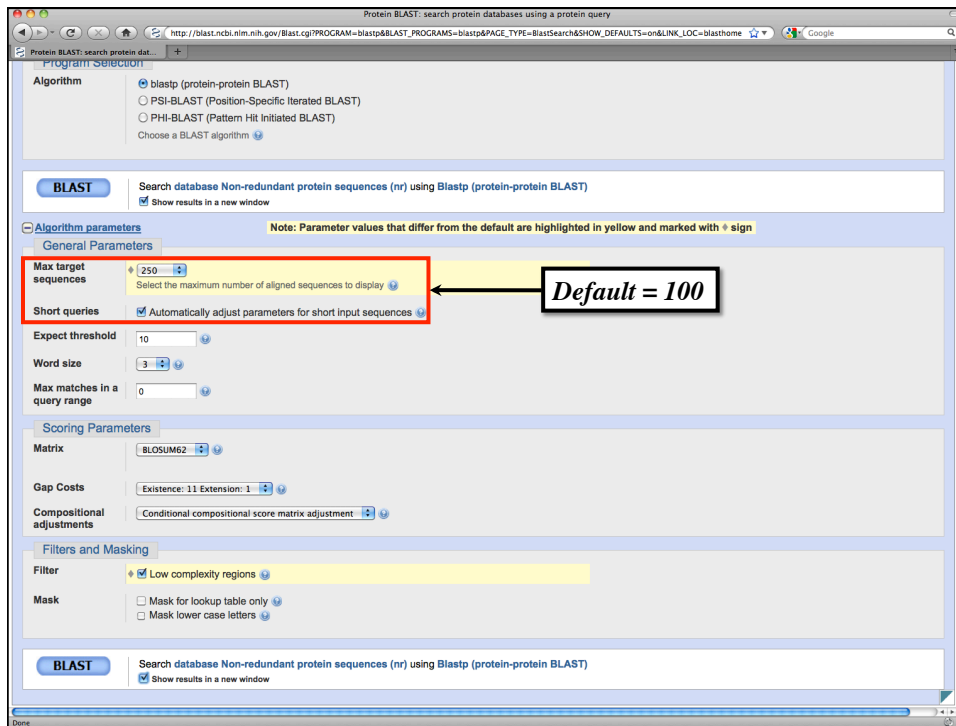 Protein BLAST: search protein databases using a protein query
http://blast.ncbi.nlm.nih.gov/Blast.cgi?PROGRAM=blastp&BLAST_PROGRAMS=blastp&PAGE_TYPE=BlastSearch&SHOW_DEFAULTS=on&LINK_LOC=blasthome
Google
Protein BLAST: search protein dat...
Program Selection
Algorithm
blastp (protein-protein BLAST)
PSI-BLAST (Position-Specific Iterated BLAST)
PHI-BLAST (Pattern Hit Initiated BLAST)
Choose a BLAST algorithm
BLAST
Search database Non-redundant protein sequences (nr) using Blastp (protein-protein BLAST)
Show results in a new window
Algorithm parameters
Note: Parameter values that differ from the default are highlighted in yellow and marked with ♦ sign
General Parameters
Max target
sequences
♦ 250
Select the maximum number of aligned sequences to display
Default = 100
Short queries
Automatically adjust parameters for short input sequences
Expect threshold
10
Word size
3
Max matches in a
query range
0
Scoring Parameters
Matrix
BLOSUM62
Gap Costs
Existence: 11 Extension: 1
Compositional
adjustments
Conditional compositional score matrix adjustment
Filters and Masking
Filter
♦ Low complexity regions
Mask
Mask for lookup table only
Mask lower case letters
BLAST
Search database Non-redundant protein sequences (nr) using Blastp (protein-protein BLAST)
Show results in a new window
Done